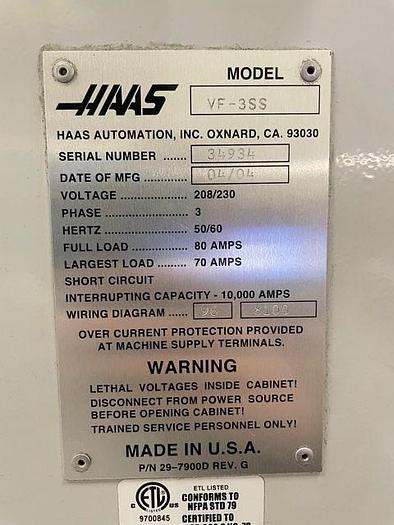 MODEL
HAAS VF-3SS
HAAS AUTOMATION, INC. OXNARD, CA. 93030
SERIAL NUMBER ....... 34934
DATE OF MFG ............ 04/04
VOLTAGE ................... 208/230
PHASE ........................ 3
HERTZ ........................ 50/60
FULL LOAD ................ 80 AMPS
LARGEST LOAD ......... 70 AMPS
SHORT CIRCUIT
INTERRUPTING CAPACITY - 10,000 AMPS
WIRING DIAGRAM ...... 96 8100
OVER CURRENT PROTECTION PROVIDED
AT MACHINE SUPPLY TERMINALS.
WARNING
LETHAL VOLTAGES INSIDE CABINET!
DISCONNECT FROM POWER SOURCE
BEFORE OPENING CABINET!
TRAINED SERVICE PERSONNEL ONLY!
MADE IN U.S.A.
P/N 29-7900D REV. G
ETL LISTED
CONFORMS TO
NFPA STD 79
C ETL US
9700845 CERTIFIED TO